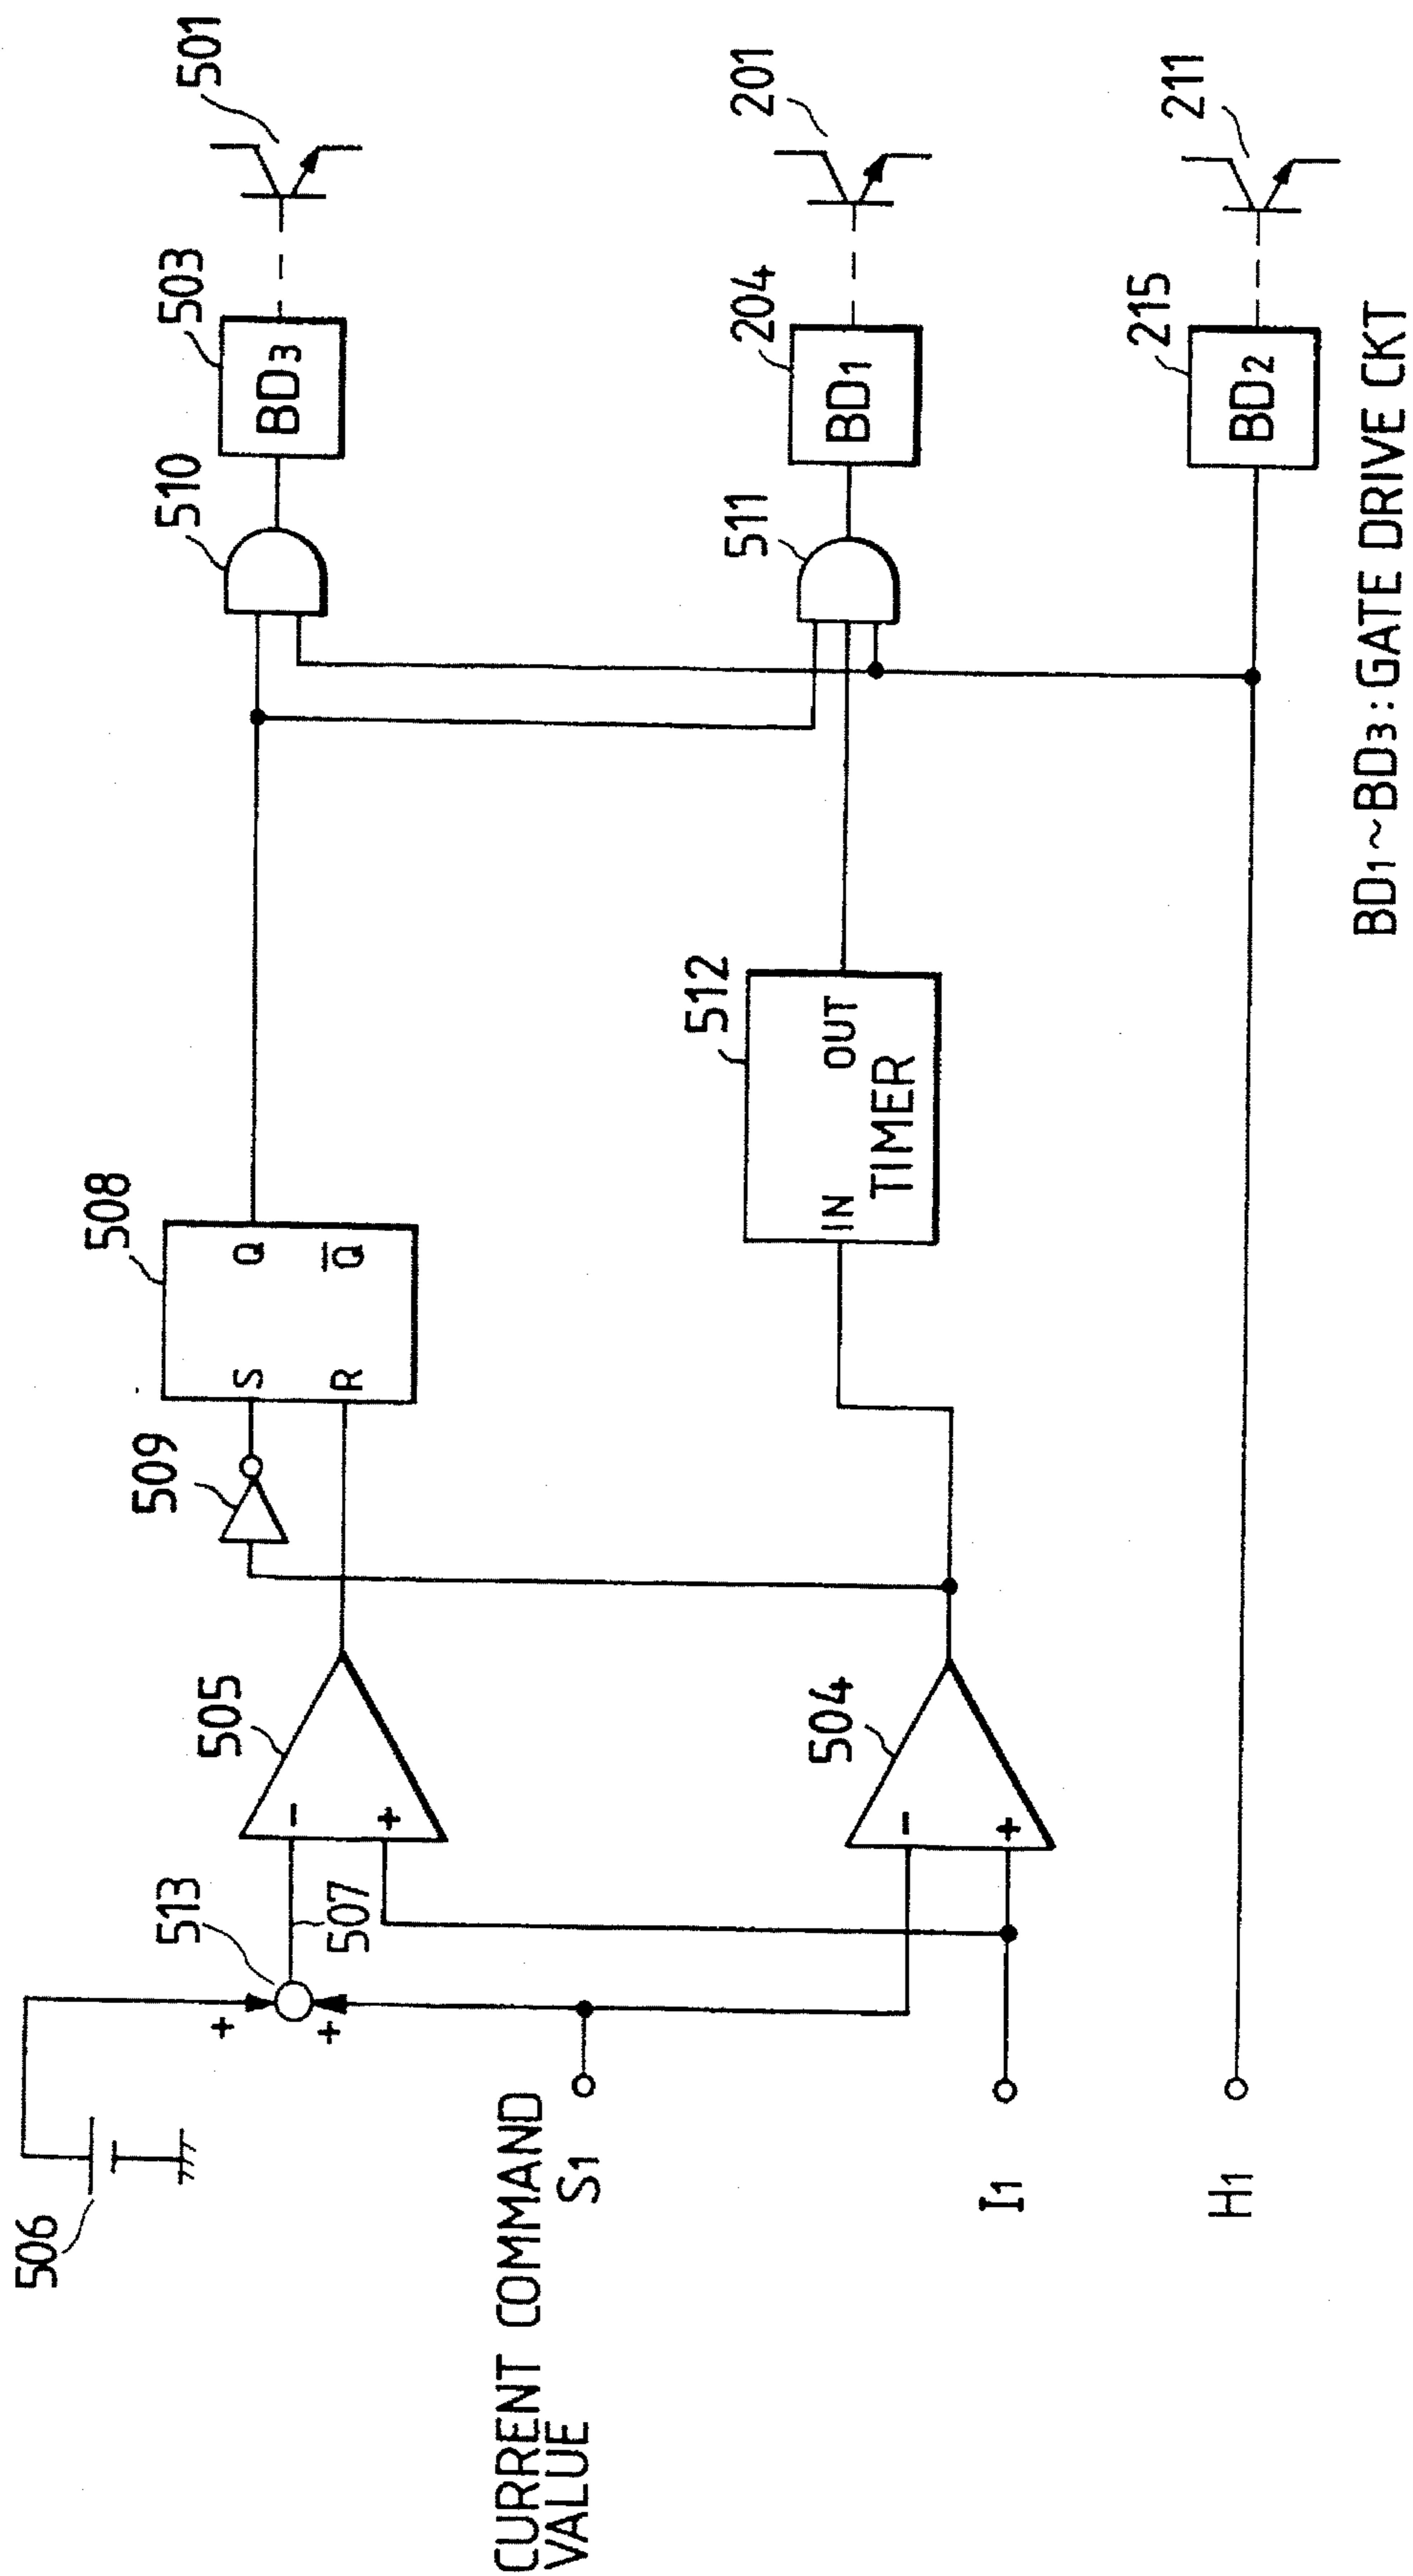 506
513
507
505
509
508
S
R
Q
Q̅
510
503
BD3
501
-
+
+
+
CURRENT COMMAND
VALUE
S1
504
-
+
512
IN
OUT
TIMER
511
204
BD1
201
I1
H1
215
BD2
211
BD1~BD3:GATE DRIVE CKT